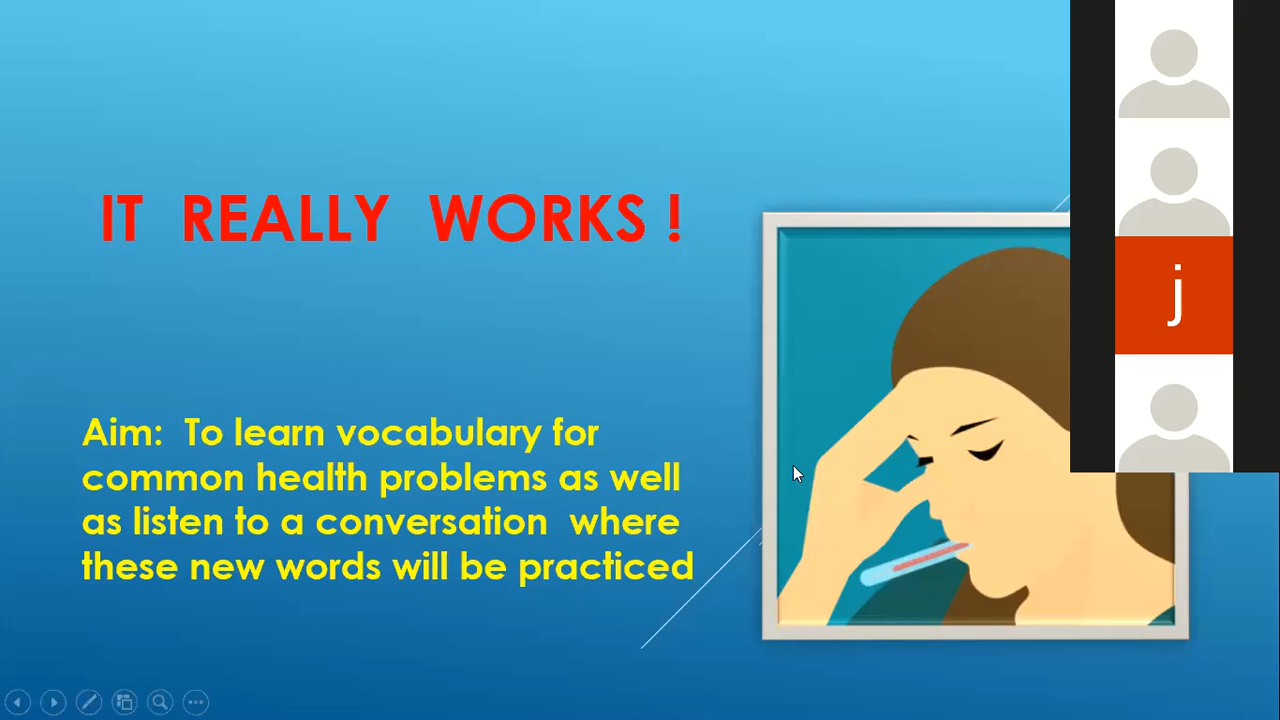 IT REALLY WORKS !
Aim: To learn vocabulary for
common health problems as well
as listen to a conversation where
these new words will be practiced
j